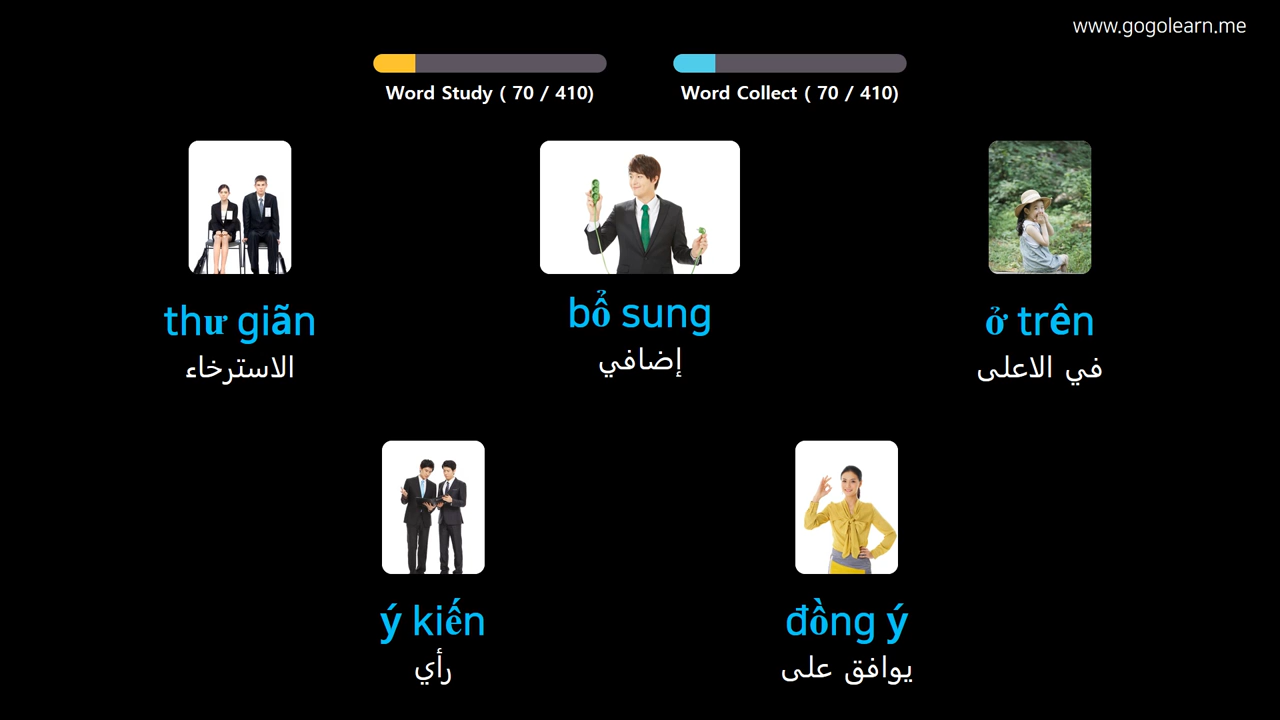 www.gogolearn.me
Word Study ( 70 / 410)
Word Collect ( 70 / 410)
thư giãn
الاسترخاء
bổ sung
إضافي
ở trên
في الاعلى
ý kiến
رأي
đồng ý
يوافق على